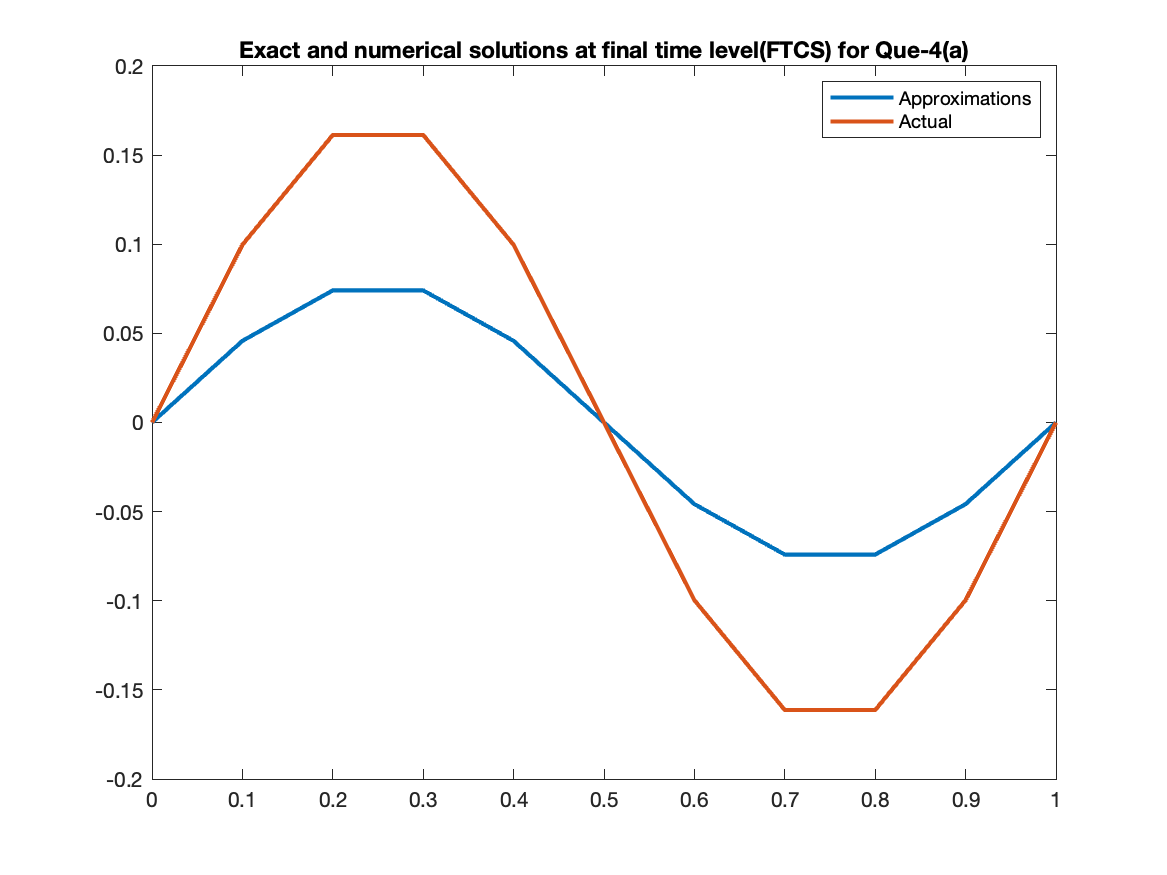 Exact and numerical solutions at final time level(FTCS) for Que-4(a)
Approximations
Actual
0.2
0.15
0.1
0.05
0
-0.05
-0.1
-0.15
-0.2
0 0.1 0.2 0.3 0.4 0.5 0.6 0.7 0.8 0.9 1